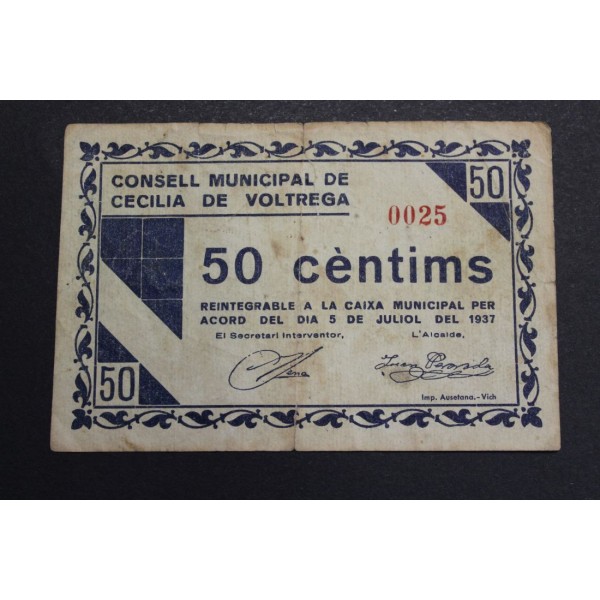 CONSELL MUNICIPAL DE
CECILIA DE VOLTREGA
50
0025
50 cèntims
REINTEGRABLE A LA CAIXA MUNICIPAL PER
ACORD DEL DIA 5 DE JULIOL DEL 1937
El Secretari Interventor,
L'Alcalde,
50
Imp. Ausetana.-Vich